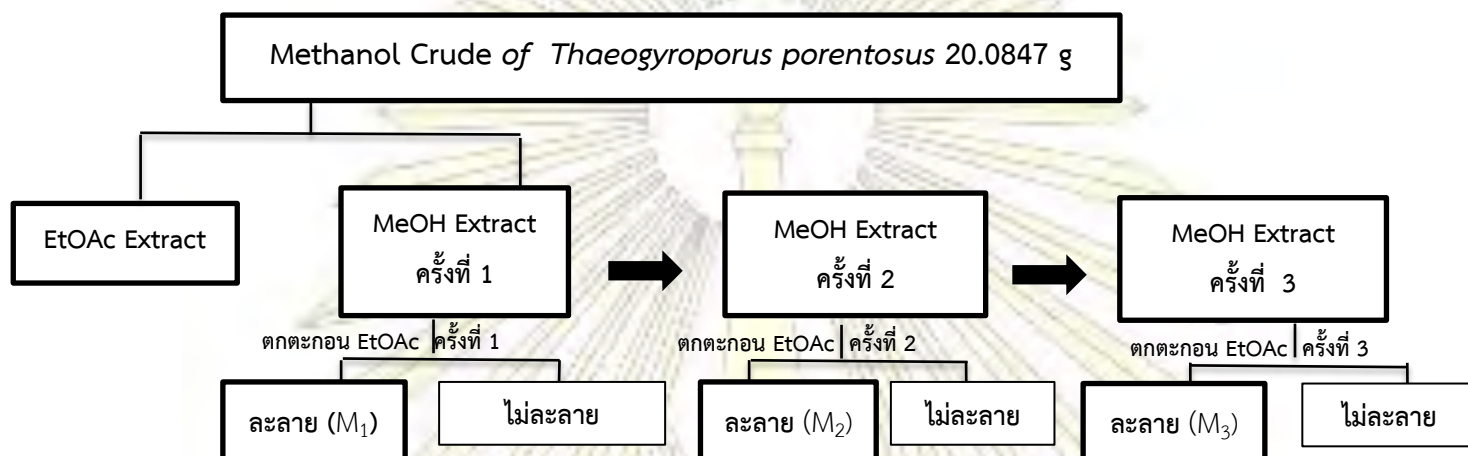 Methanol Crude of Thaeogyroporus porentosus 20.0847 g
EtOAc Extract
MeOH Extract
ครั้งที่ 1
MeOH Extract
ครั้งที่ 2
MeOH Extract
ครั้งที่ 3
ตกตะกอน EtOAc ครั้งที่ 1
ตกตะกอน EtOAc ครั้งที่ 2
ตกตะกอน EtOAc ครั้งที่ 3
ละลาย (M₁)
ไม่ละลาย
ละลาย (M₂)
ไม่ละลาย
ละลาย (M₃)
ไม่ละลาย